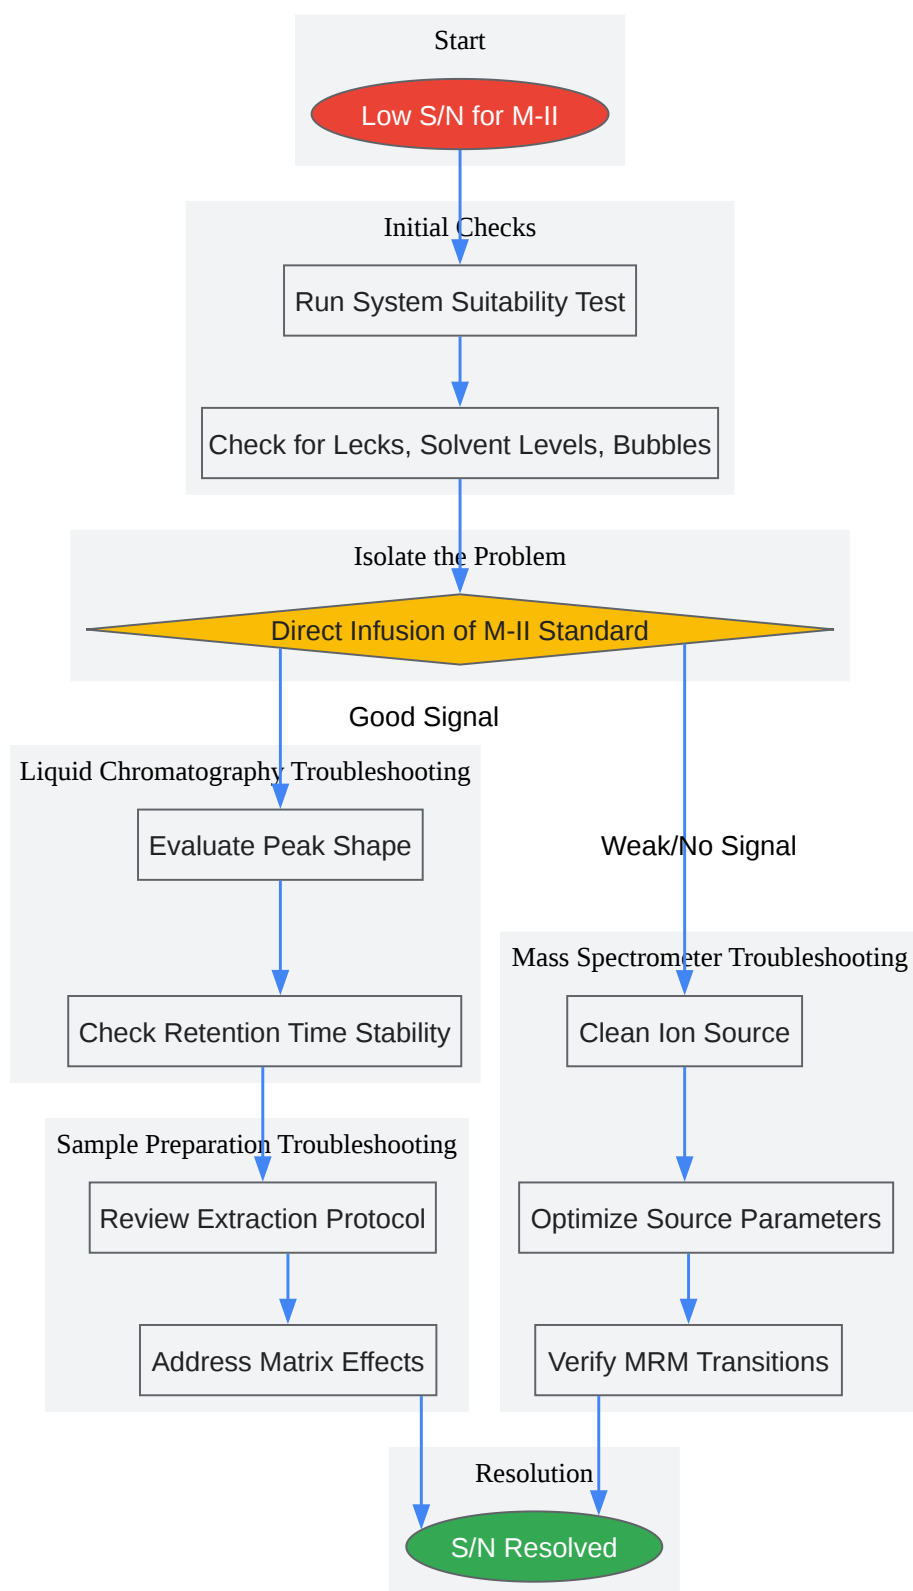 Start
Low S/N for M-II
Initial Checks
Run System Suitability Test
Check for Lecks, Solvent Levels, Bubbles
Isolate the Problem
Direct Infusion of M-II Standard
Good Signal
Liquid Chromatography Troubleshooting
Evaluate Peak Shape
Check Retention Time Stability
Sample Preparation Troubleshooting
Review Extraction Protocol
Address Matrix Effects
Weak/No Signal
Mass Spectrometer Troubleshooting
Clean Ion Source
Optimize Source Parameters
Verify MRM Transitions
Resolution
S/N Resolved